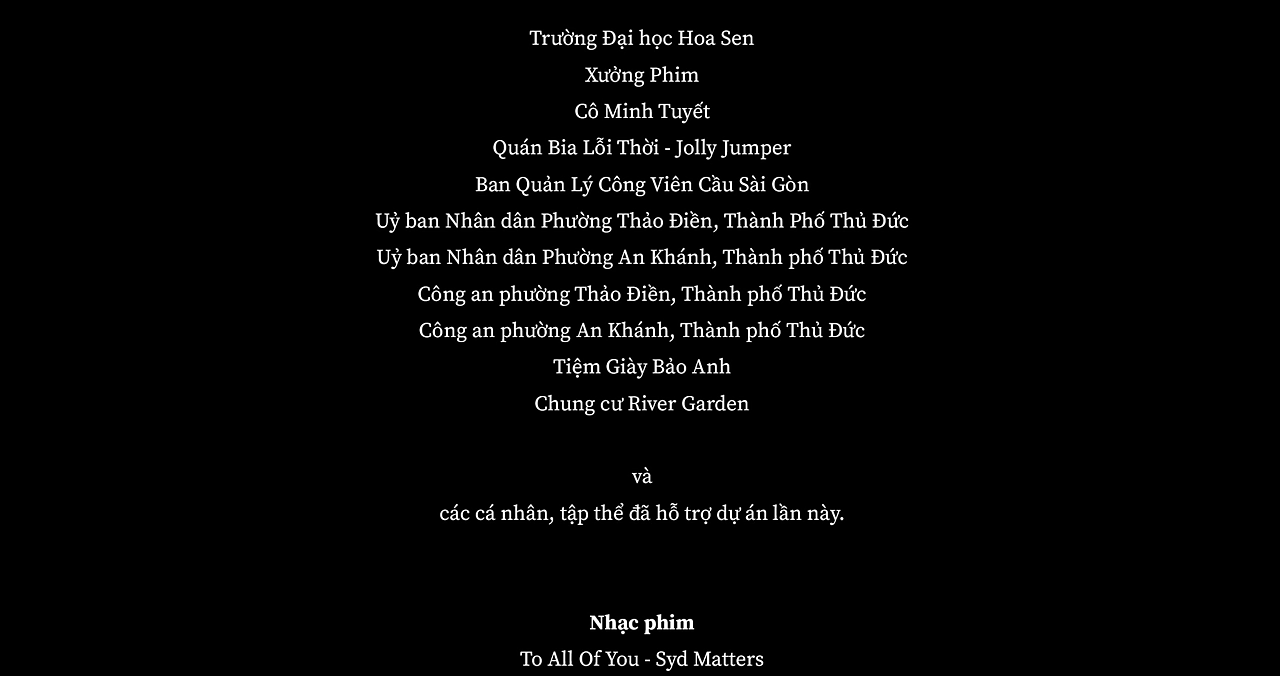 Trường Đại học Hoa Sen
Xưởng Phim
Cô Minh Tuyết
Quán Bia Lỗi Thời - Jolly Jumper
Ban Quản Lý Công Viên Cầu Sài Gòn
Uỷ ban Nhân dân Phường Thảo Điền, Thành Phố Thủ Đức
Uỷ ban Nhân dân Phường An Khánh, Thành phố Thủ Đức
Công an phường Thảo Điền, Thành phố Thủ Đức
Công an phường An Khánh, Thành phố Thủ Đức
Tiệm Giày Bảo Anh
Chung cư River Garden
và
các cá nhân, tập thể đã hỗ trợ dự án lần này.
Nhạc phim
To All Of You - Syd Matters